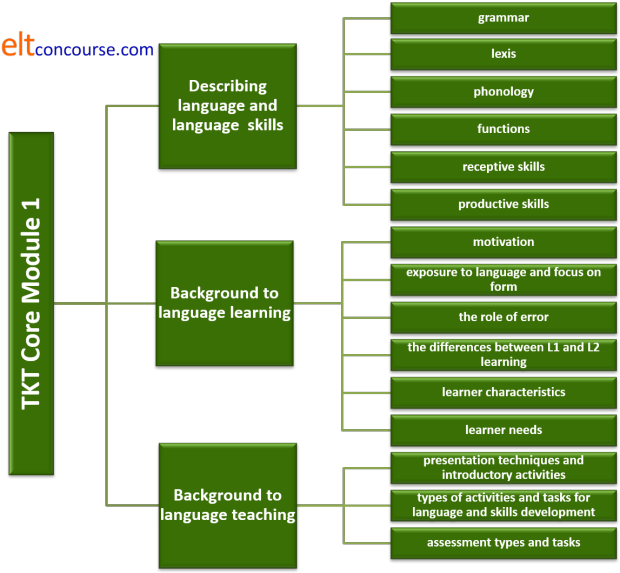 eltconcourse.com
TKT Core Module 1
Describing
language and
language skills
grammar
lexis
phonology
functions
receptive skills
productive skills
Background to
language learning
motivation
exposure to language and focus on
form
the role of error
the differences between L1 and L2
learning
learner characteristics
learner needs
Background to
language teaching
presentation techniques and
introductory activities
types of activities and tasks for
language and skills development
assessment types and tasks